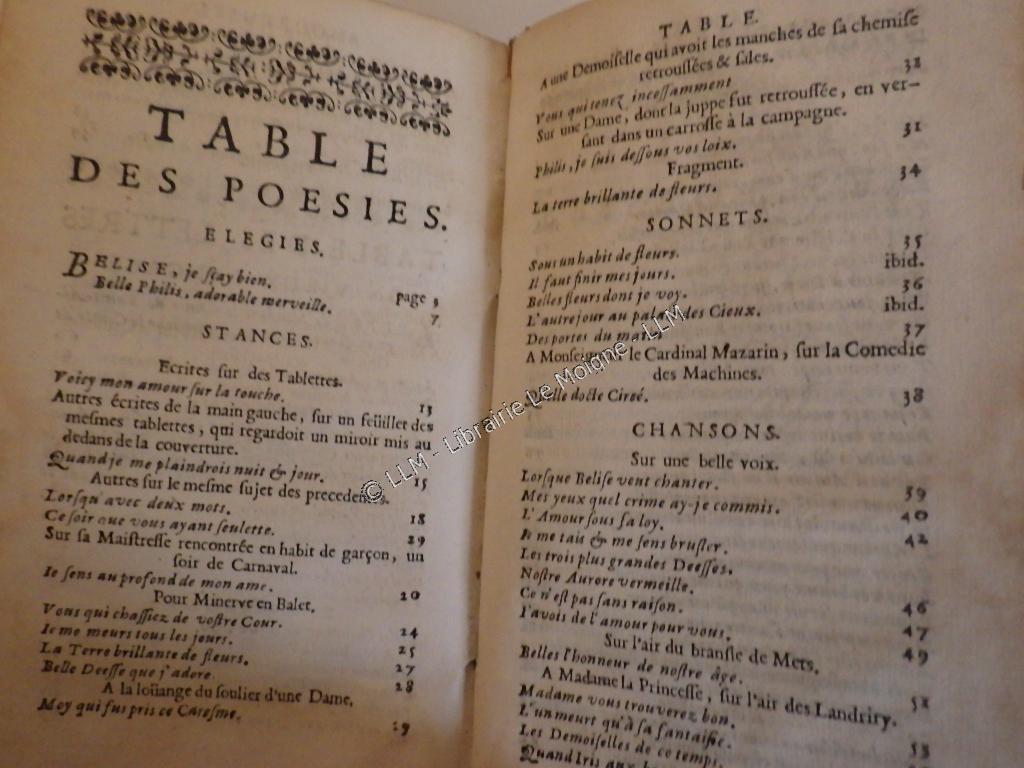 TABLE
DES POESIES.
ELEGIES.
BELISE, je sçay bien. page 3
Belle Philis, adorable merveille. 7
STANCES.
Ecrites sur des Tablettes.
Voicy mon amour sur la touche. 13
Autres écrites de la main gauche, sur un feüillet des
mesmes tablettes, qui regardoit un miroir mis au
dedans de la couverture.
Quand je me plaindrois nuit & jour. 15
Autres sur le mesme sujet des precedentes.
Lorsqu'avec deux mots. 18
Ce soir que vous ayant seulette. 19
Sur sa Maistresse rencontrée en habit de garçon, un
soir de Carnaval.
Ie sens au profond de mon ame. 20
Pour Minerve en Balet.
Vous qui chassiez de vostre Cour. 24
Ie me meurs tous les jours. 25
La Terre brillante de fleurs. 27
Belle Deesse que j'adore. 28
A la loüange du soulier d'une Dame.
Moy qui fus pris ce Caresme. 29
TABLE.
A une Demoiselle qui avoit les manches de sa chemise
retroussées & sales.
Vous qui tenez incessamment 32
Sur une Dame, dont la juppe fut retroussée, en ver-
sant dans un carrosse à la campagne.
Philis, je suis dessous vos loix. 31
Fragment.
La terre brillante de fleurs. 34
SONNETS.
Sous un habit de fleurs. 35
Il faut finir mes jours. ibid.
Belles fleurs dont je voy. 36
L'autre jour au palais des Cieux. ibid.
Des portes du matin. 37
A Monseigneur le Cardinal Mazarin, sur la Comedie
des Machines.
Quelle docte Circé. 38
CHANSONS.
Sur une belle voix.
Lorsque Belise veut chanter. 39
Mes yeux quel crime ay-je commis. 40
L'Amour sous sa loy. 42
Ie me tais & me sens brusler.
Les trois plus grandes Deesses.
Nostre Aurore vermeille.
Ce n'est pas sans raison. 46
I'avois de l'amour pour vous. 47
Sur l'air du bransle de Mets. 49
Belles l'honneur de nostre âge.
A Madame la Princesse, sur l'air des Landriry.
Madame vous trouverez bon. 52
L'un meurt qu'à sa fantaisie.
Les Demoiselles de ce temps. 53
Quand Iris aux
© LLM - Librairie Le Moigne - LLM